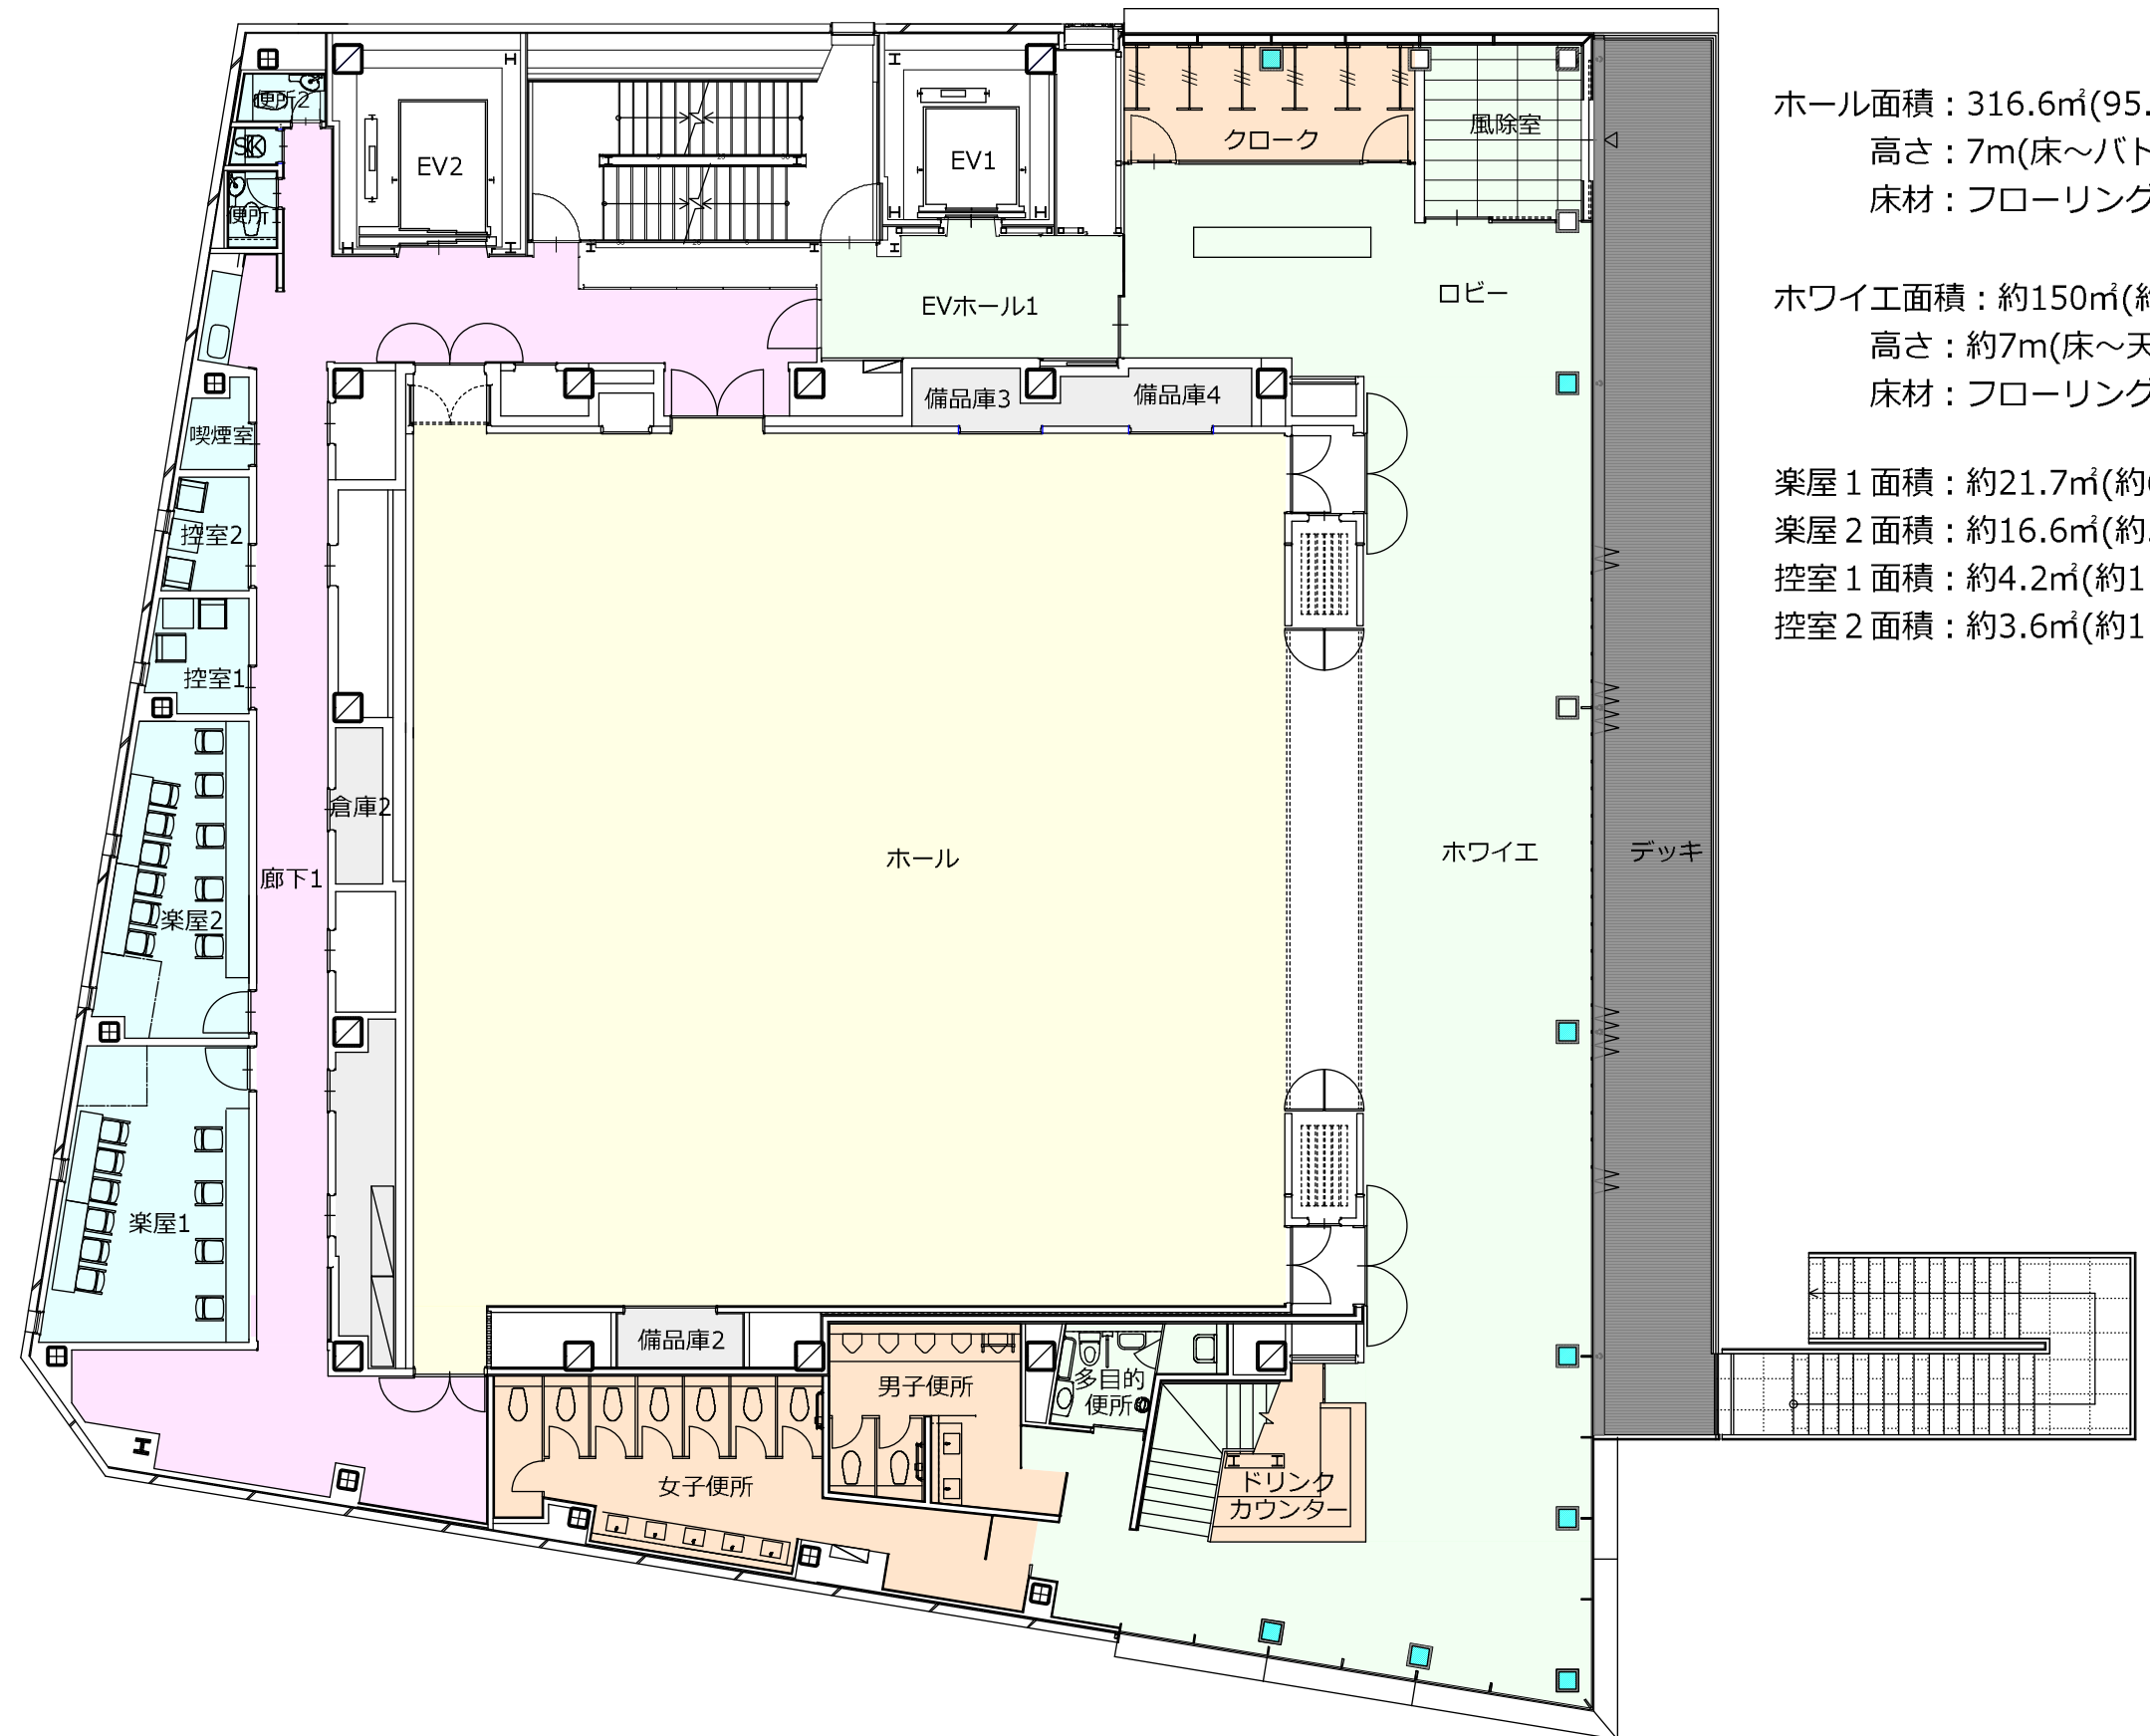 便所2
SK
便所1
EV2
EV1
クローク
風除室
EVホール1
ロビー
備品庫3
備品庫4
喫煙室
控室2
控室1
倉庫2
廊下1
楽屋2
楽屋1
ホール
ホワイエ
デッキ
備品庫2
男子便所
女子便所
多目的
便所
ドリンク
カウンター
ホール面積：316.6㎡(95.
高さ：7m(床～バト
床材：フローリング
ホワイエ面積：約150㎡(約
高さ：約7m(床～天
床材：フローリング
楽屋１面積：約21.7㎡(約6
楽屋２面積：約16.6㎡(約
控室１面積：約4.2㎡(約1
控室２面積：約3.6㎡(約1